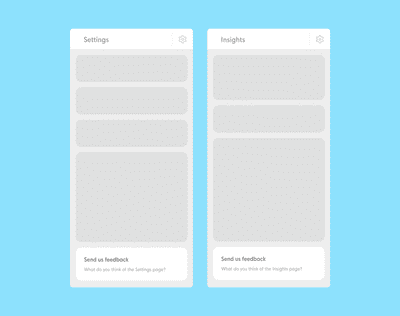 Settings
Send us feedback
What do you think of the Settings page?
Insights
Send us feedback
What do you think of the Insights page?